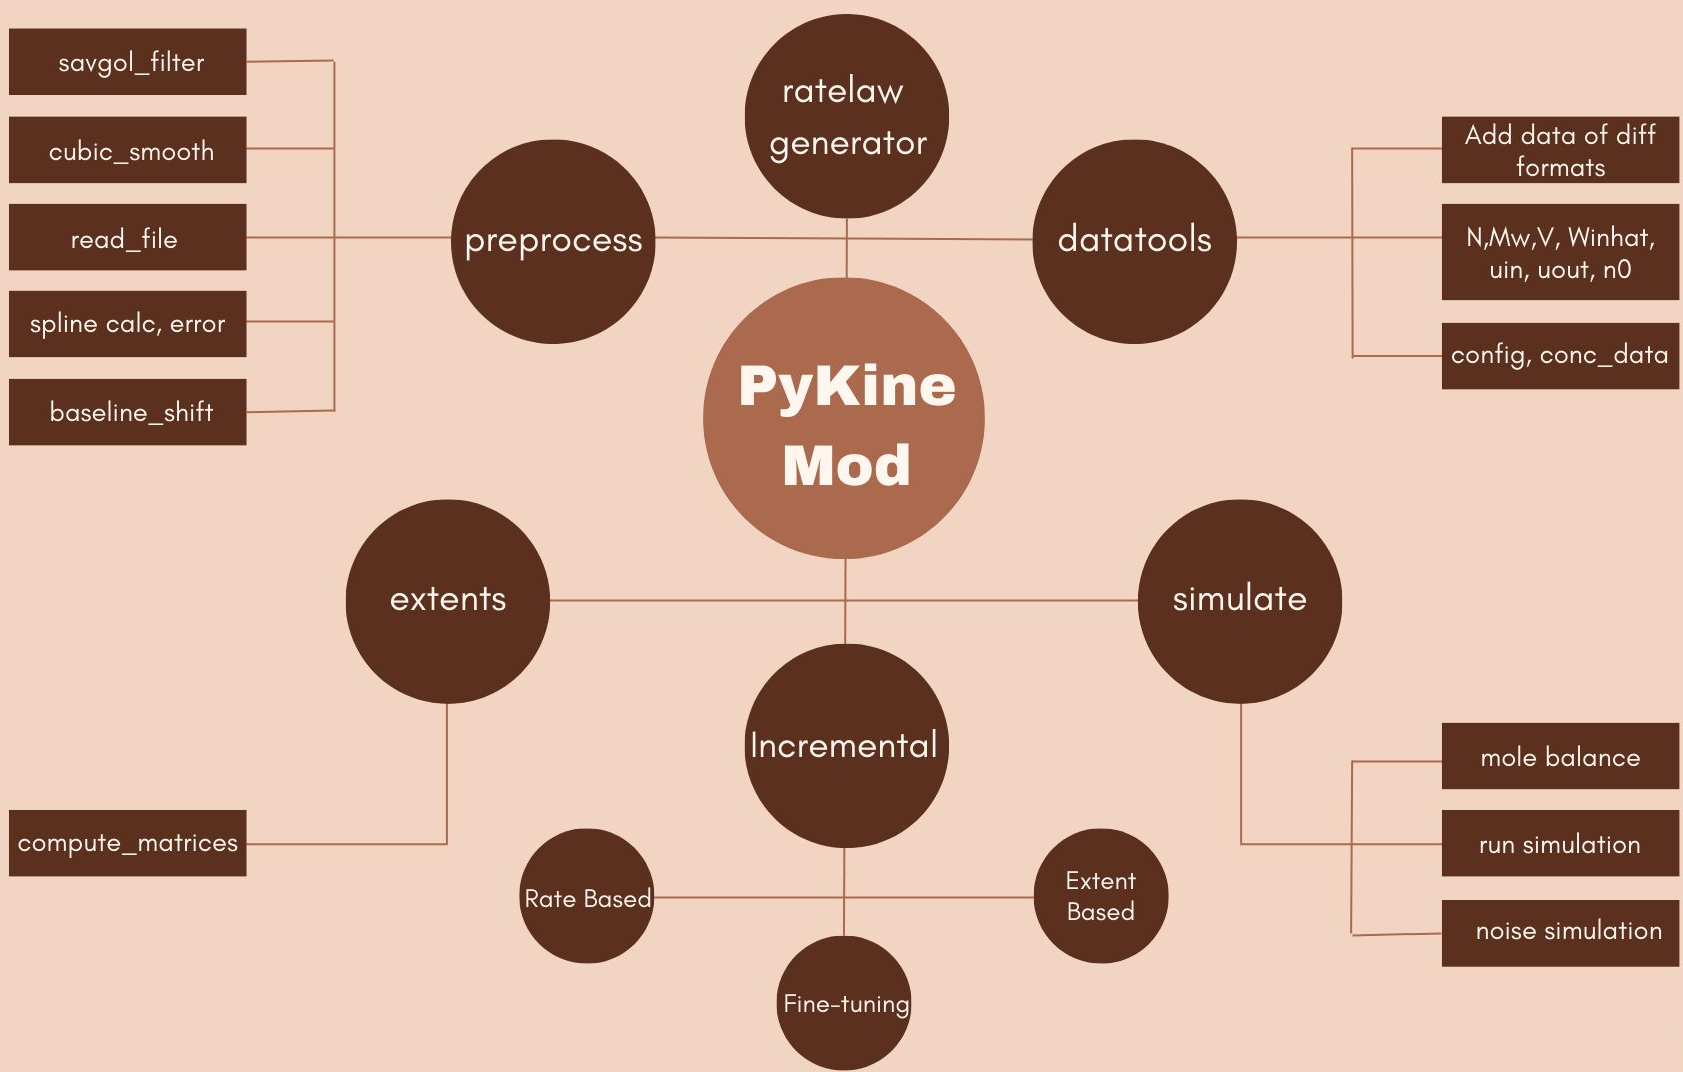 savgol_filter
cubic_smooth
read_file
spline calc, error
baseline_shift
preprocess
ratelaw
generator
datatools
Add data of diff
formats
N,Mw,V, Winhat,
uin, uout, n0
config, conc_data
PyKine
Mod
extents
simulate
Incremental
compute_matrices
Rate Based
Extent
Based
Fine-tuning
mole balance
run simulation
noise simulation